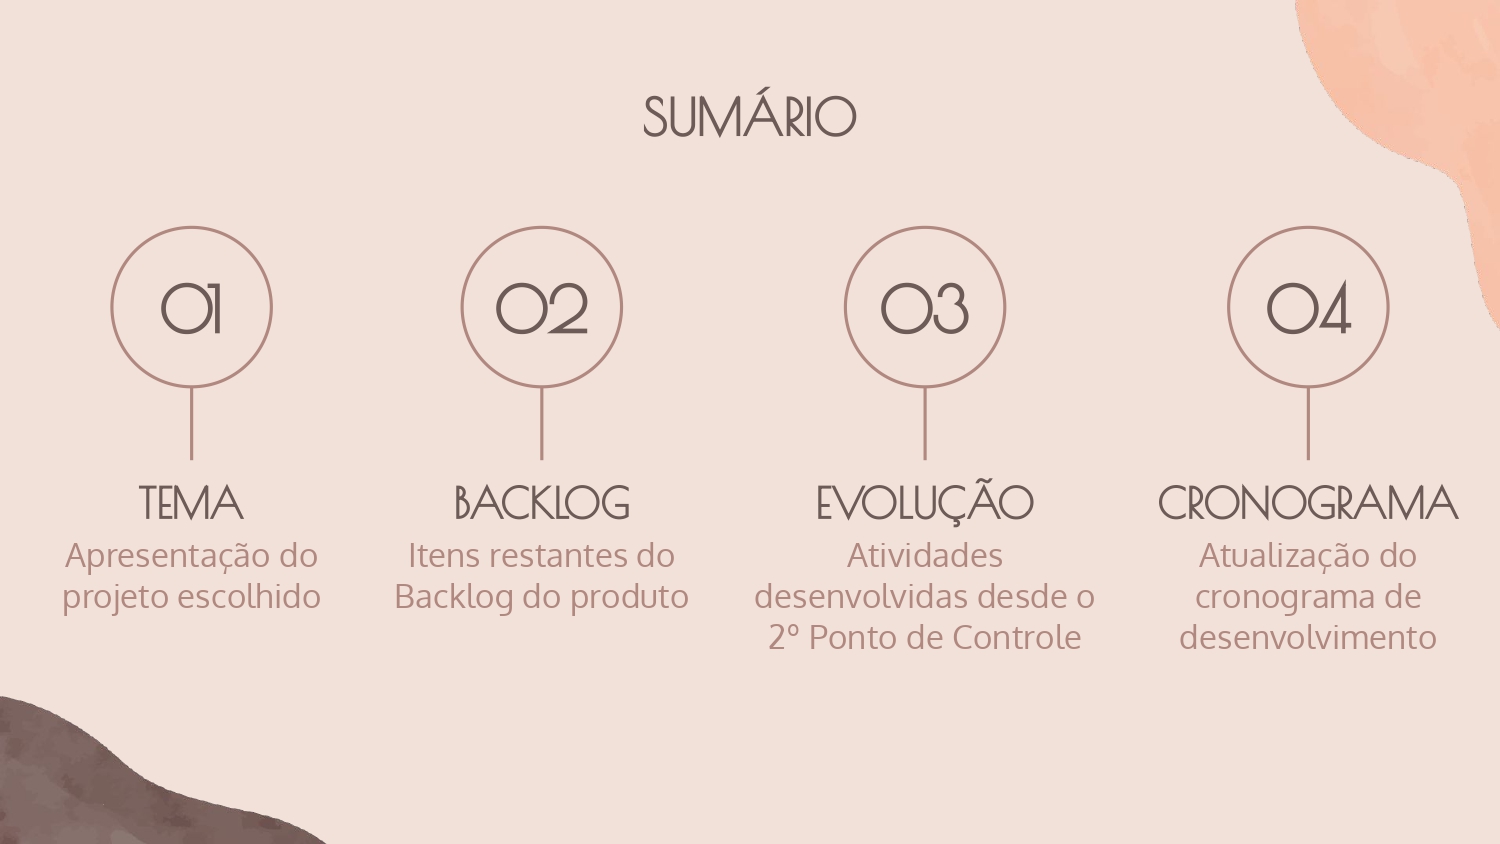 SUMÁRIO
01
TEMA
Apresentação do
projeto escolhido
02
BACKLOG
Itens restantes do
Backlog do produto
03
EVOLUÇÃO
Atividades
desenvolvidas desde o
2º Ponto de Controle
04
CRONOGRAMA
Atualização do
cronograma de
desenvolvimento